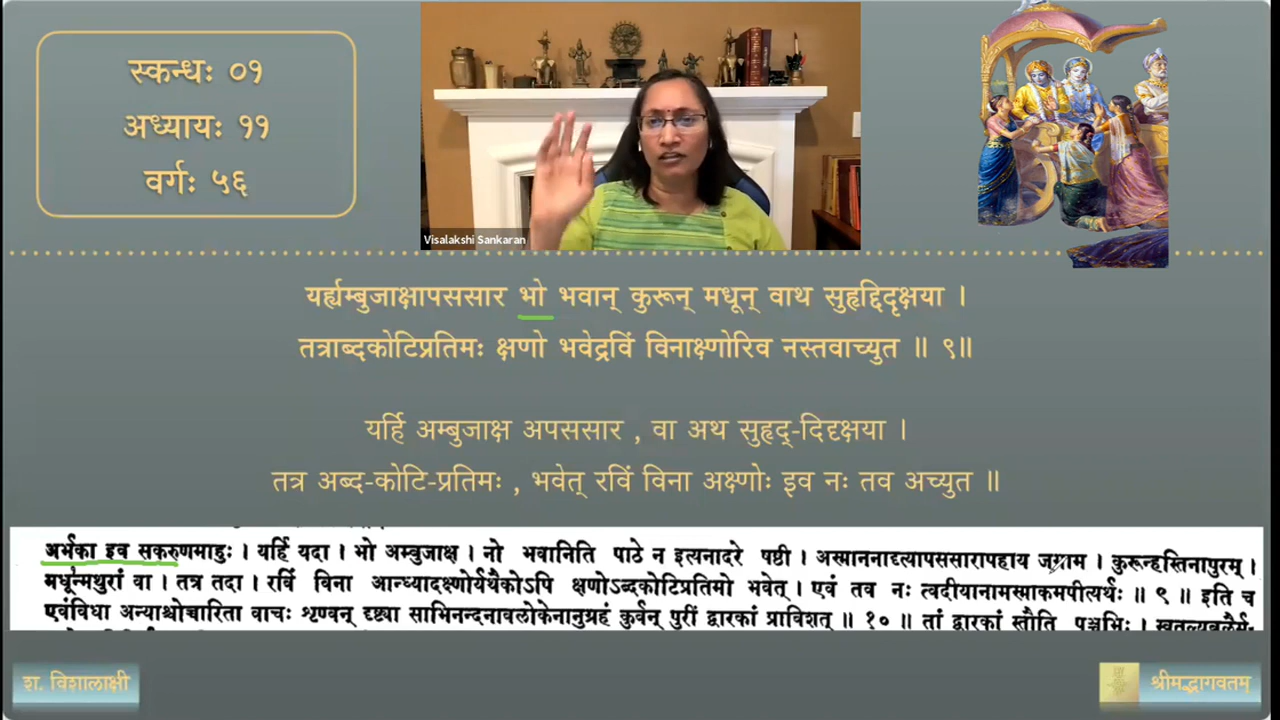 स्कन्धः ०१
अध्यायः ११
वर्गः ५६
Visalakshi Sankaran
यर्ह्यम्बुजाक्षापससार भो भवान् कुरून् मधून् वाथ सुहृद्दिदृक्षया ।
तत्राब्दकोटिप्रतिमः क्षणो भवेद्रविं विनाक्ष्णोरिव नस्तवाच्युत ॥ ९॥
यर्हि अम्बुजाक्ष अपससार , वा अथ सुहृद्-दिदृक्षया ।
तत्र अब्द-कोटि-प्रतिमः , भवेत् रविं विना अक्ष्णोः इव नः तव अच्युत ॥
अर्भका इव सकरुणमाहुः । यर्हि यदा । भो अम्बुजाक्ष । नो भवानिति पाठे न इत्यनादरे षष्ठी । अस्माननादृत्यापससारापहाय जगाम । कुरून्हस्तिनापुरम् ।
मधून्मथुरां वा । तत्र तदा । रविं विना आन्ध्यादक्ष्णोर्यथैकोऽपि क्षणोऽब्दकोटिप्रतिमो भवेत् । एवं तव नः त्वदीयानामस्माकमपीत्यर्थः ॥ ९ ॥ इति च
एवंविधा अन्याश्चोच्चारिता वाचः शृण्वन् दृष्ट्या साभिनन्दनावलोकेनानुग्रहं कुर्वन् पुरीं द्वारकां प्राविशत् ॥ १० ॥ तां द्वारकां स्तौति पञ्चभिः ।
श. विशालाक्षी
श्रीमद्भागवतम्